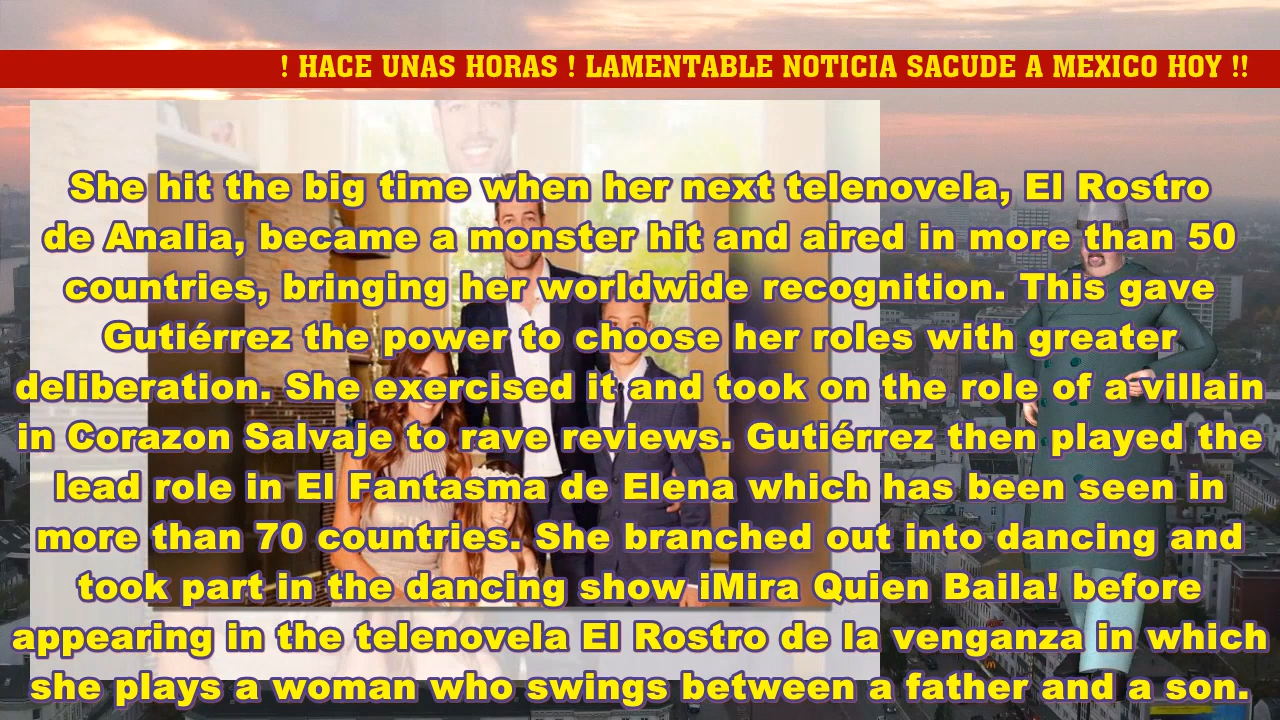 ! HACE UNAS HORAS ! LAMENTABLE NOTICIA SACUDE A MEXICO HOY !!
She hit the big time when her next telenovela, El Rostro
de Analia, became a monster hit and aired in more than 50
countries, bringing her worldwide recognition. This gave
Gutiérrez the power to choose her roles with greater
deliberation. She exercised it and took on the role of a villain
in Corazon Salvaje to rave reviews. Gutiérrez then played the
lead role in El Fantasma de Elena which has been seen in
more than 70 countries. She branched out into dancing and
took part in the dancing show iMira Quien Baila! before
appearing in the telenovela El Rostro de la venganza in which
she plays a woman who swings between a father and a son.